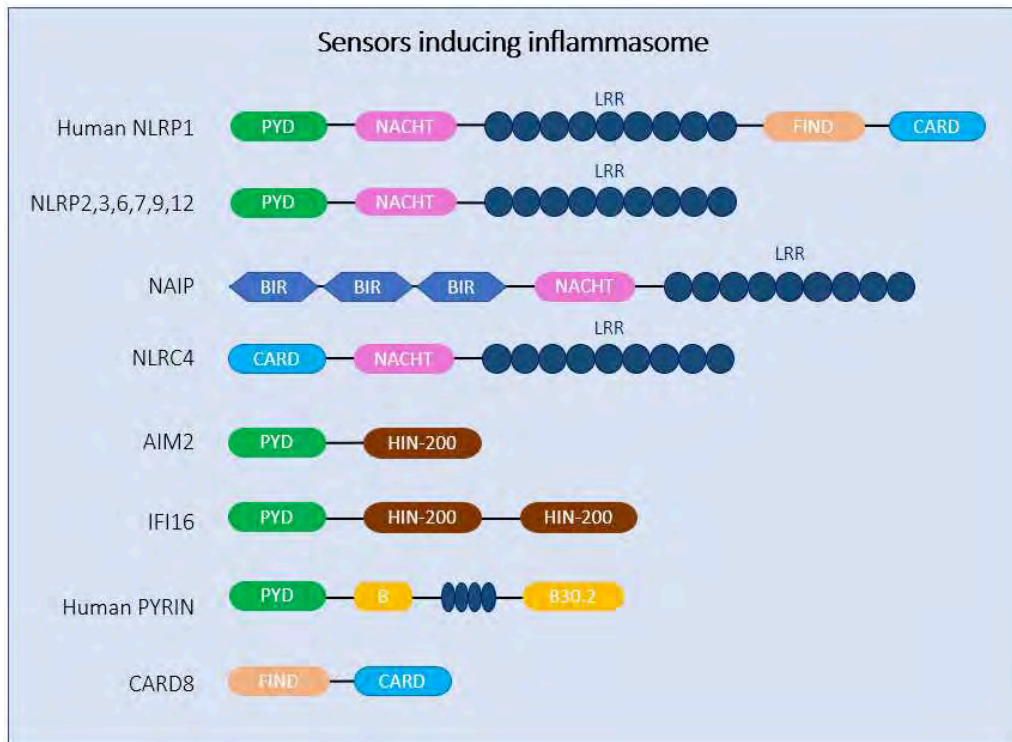 Sensors inducing inflammasome
LRR
Human NLRP1 PYD NACHT FIND CARD
LRR
NLRP2,3,6,7,9,12 PYD NACHT
LRR
NAIP BIR BIR BIR NACHT
LRR
NLRC4 CARD NACHT
AIM2 PYD HIN-200
IFI16 PYD HIN-200 HIN-200
Human PYRIN PYD B B30.2
CARD8 FIND CARD